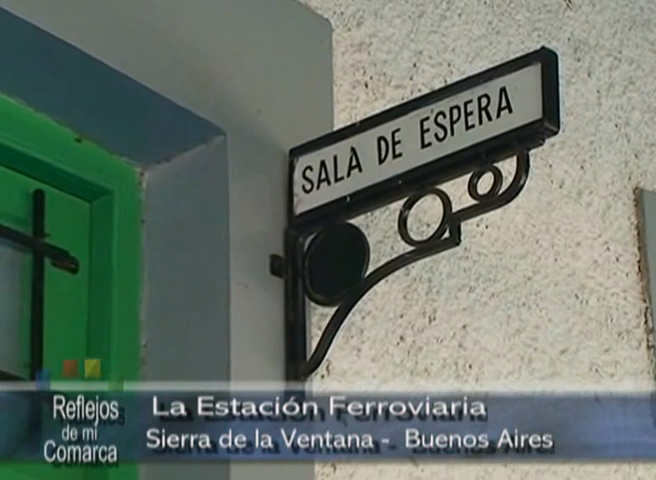 SALA DE ESPERA
Reflejos
de mi
Comarca
La Estación Ferroviaria
Sierra de la Ventana - Buenos Aires